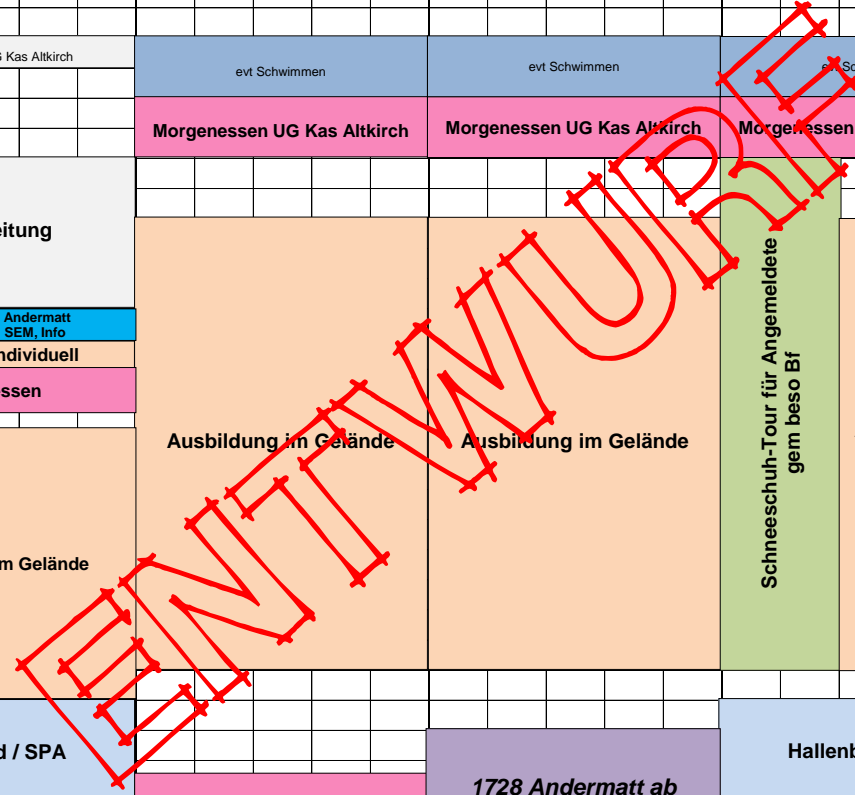 Kas Altkirch
evt Schwimmen
evt Schwimmen
Morgenessen UG Kas Altkirch
Morgenessen UG Kas Altkirch
Morgenessen
eitung
Andermatt
SEM, Info
ndividuell
ssen
Schneeschuh-Tour für Angemeldete
gem beso Bf
Ausbildung im Gelände
Ausbildung im Gelände
m Gelände
ENTWURF
d / SPA
Hallenb
1728 Andermatt ab